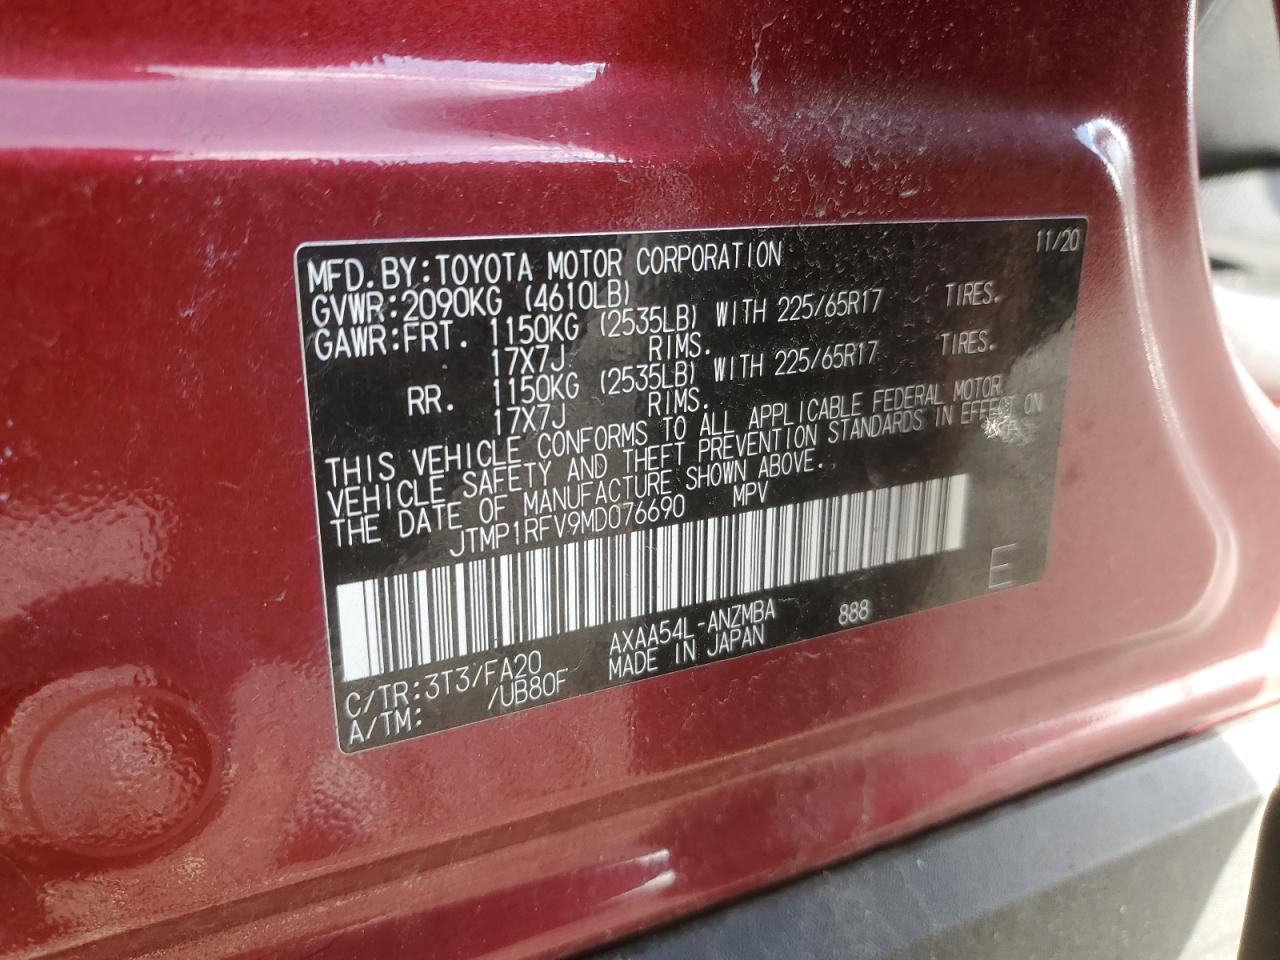 11/20
MFD.BY:TOYOTA MOTOR CORPORATION
GVWR:2090KG (4610LB)
GAWR:FRT. 1150KG (2535LB) WITH 225/65R17 TIRES.
17X7J RIMS.
RR. 1150KG (2535LB) WITH 225/65R17 TIRES.
17X7J RIMS.
THIS VEHICLE CONFORMS TO ALL APPLICABLE FEDERAL MOTOR
VEHICLE SAFETY AND THEFT PREVENTION STANDARDS IN EFFECT ON
THE DATE OF MANUFACTURE SHOWN ABOVE.
JTMP1RFV9MD076690 MPV
E
C/TR:3T3/FA20 AXAA54L-ANZMBA 888
A/TM: /UB80F MADE IN JAPAN